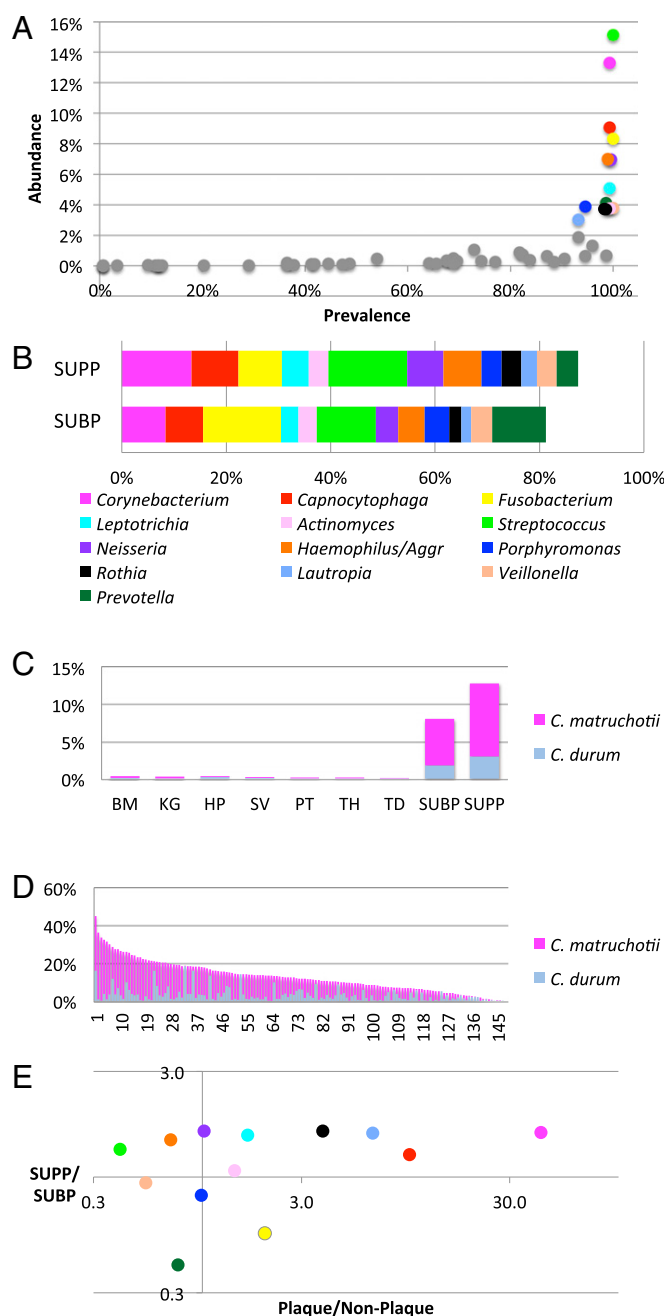 A
16%
14%
12%
10%
8%
6%
4%
2%
0%
Abundance
0% 20% 40% 60% 80% 100%
Prevalence
B
SUPP
SUBP
0% 20% 40% 60% 80% 100%
Corynebacterium Capnocytophaga Fusobacterium
Leptotrichia Actinomyces Streptococcus
Neisseria Haemophilus/Aggr Porphyromonas
Rothia Lautropia Veillonella
Prevotella
C
15%
10%
5%
0%
BM KG HP SV PT TH TD SUBP SUPP
C. matruchotii
C. durum
D
60%
40%
20%
0%
1 10 19 28 37 46 55 64 73 82 91 100 109 118 127 136 145
C. matruchotii
C. durum
E
3.0
SUPP/
SUBP
0.3 3.0 30.0
0.3
Plaque/Non-Plaque